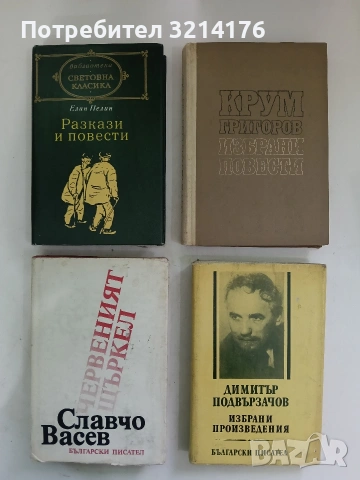 Потребител 3214176
библиотека
СВЕТОВНА
КЛАСИКА
Елин Пелин
Разкази
и повести
КРУМ
ГРИГОРОВ
ИЗБРАНИ
ПОВЕСТИ
ЧЕРВЕНИЯТ
ЩЪРКЕЛ
Славчо
Васев
БЪЛГАРСКИ ПИСАТЕЛ
ДИМИТЪР
ПОДВЪРЗАЧОВ
ИЗБРАНИ
ПРОИЗВЕДЕНИЯ
БЪЛГАРСКИ ПИСАТЕЛ
BAZAR